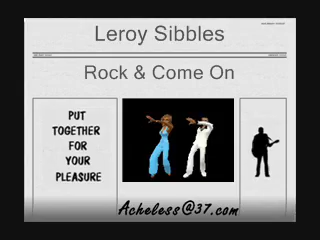 Leroy Sibbles
Rock & Come On
PUT
TOGETHER
FOR
YOUR
PLEASURE
Acheless@37.com